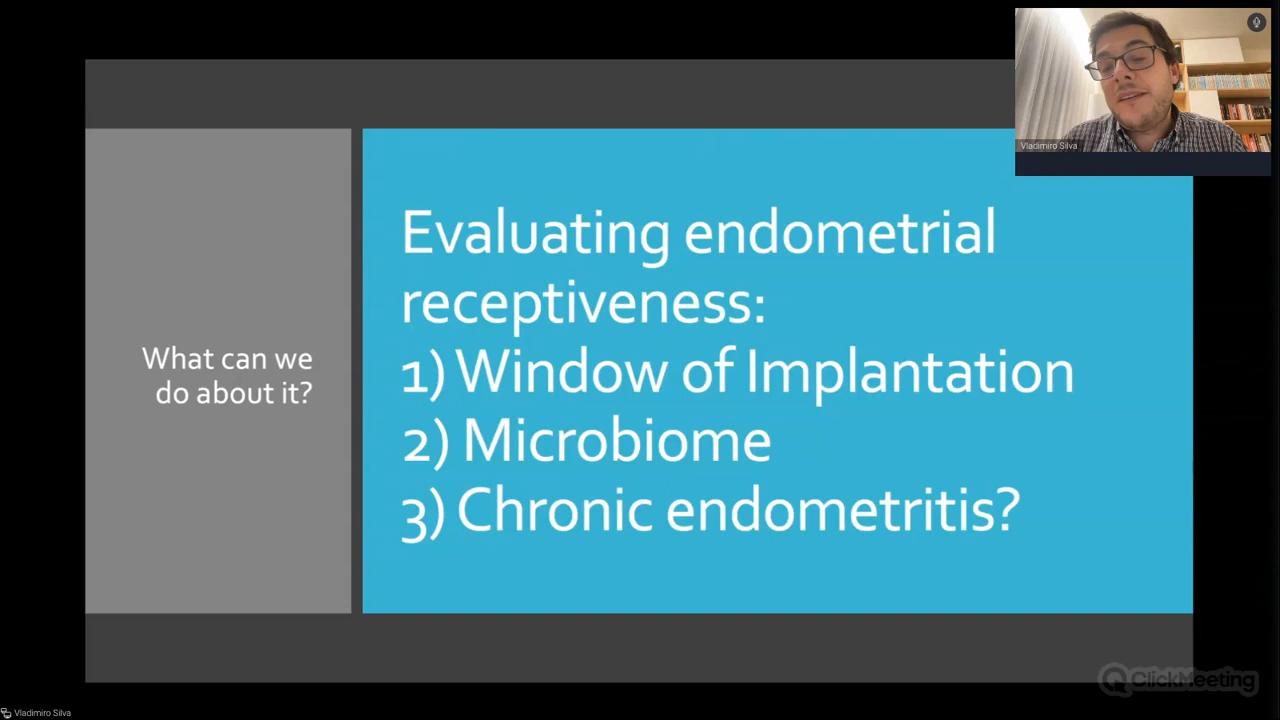 Vladimiro Silva
What can we
do about it?
Evaluating endometrial
receptiveness:
1) Window of Implantation
2) Microbiome
3) Chronic endometritis?
ClickMeeting
Vladimiro Silva